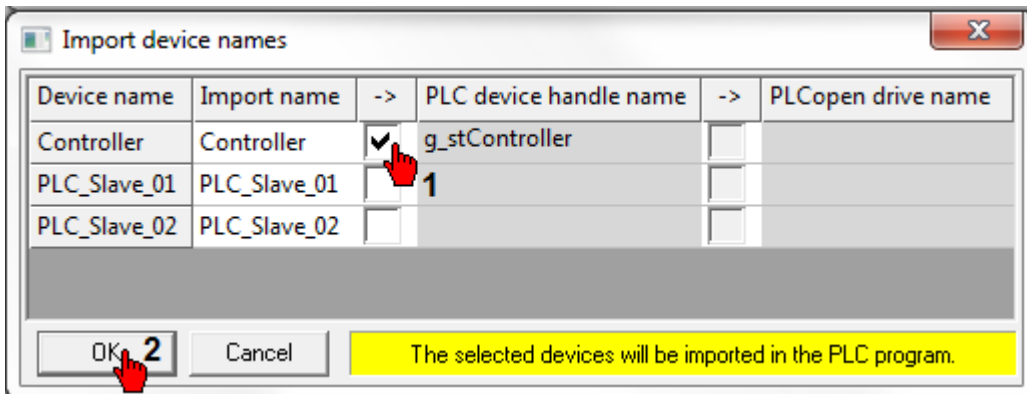 Import device names
Device name Import name -> PLC device handle name -> PLCopen drive name
Controller Controller g_stController
PLC_Slave_01 PLC_Slave_01 1
PLC_Slave_02 PLC_Slave_02
OK 2 Cancel The selected devices will be imported in the PLC program.